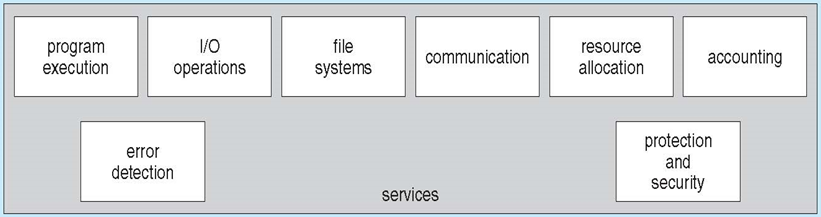 program
execution
I/O
operations
file
systems
communication
resource
allocation
accounting
error
detection
protection
and
security
services